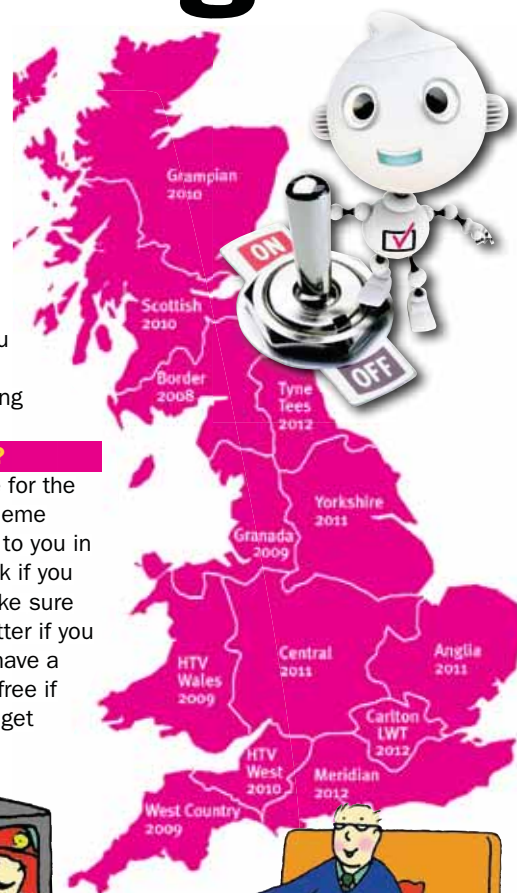 g
Grampian
2010
ON
Scottish
2010
OFF
Border
2008
Tyne
Tees
2012
u
ng
?
for the
eme
to you in
k if you
ke sure
tter if you
have a
free if
get
Yorkshire
2011
Granada
2009
HTV
Wales
2009
Central
2011
Anglia
2011
Carlton
LWT
2012
HTV
West
2010
Meridian
2012
West Country
2009